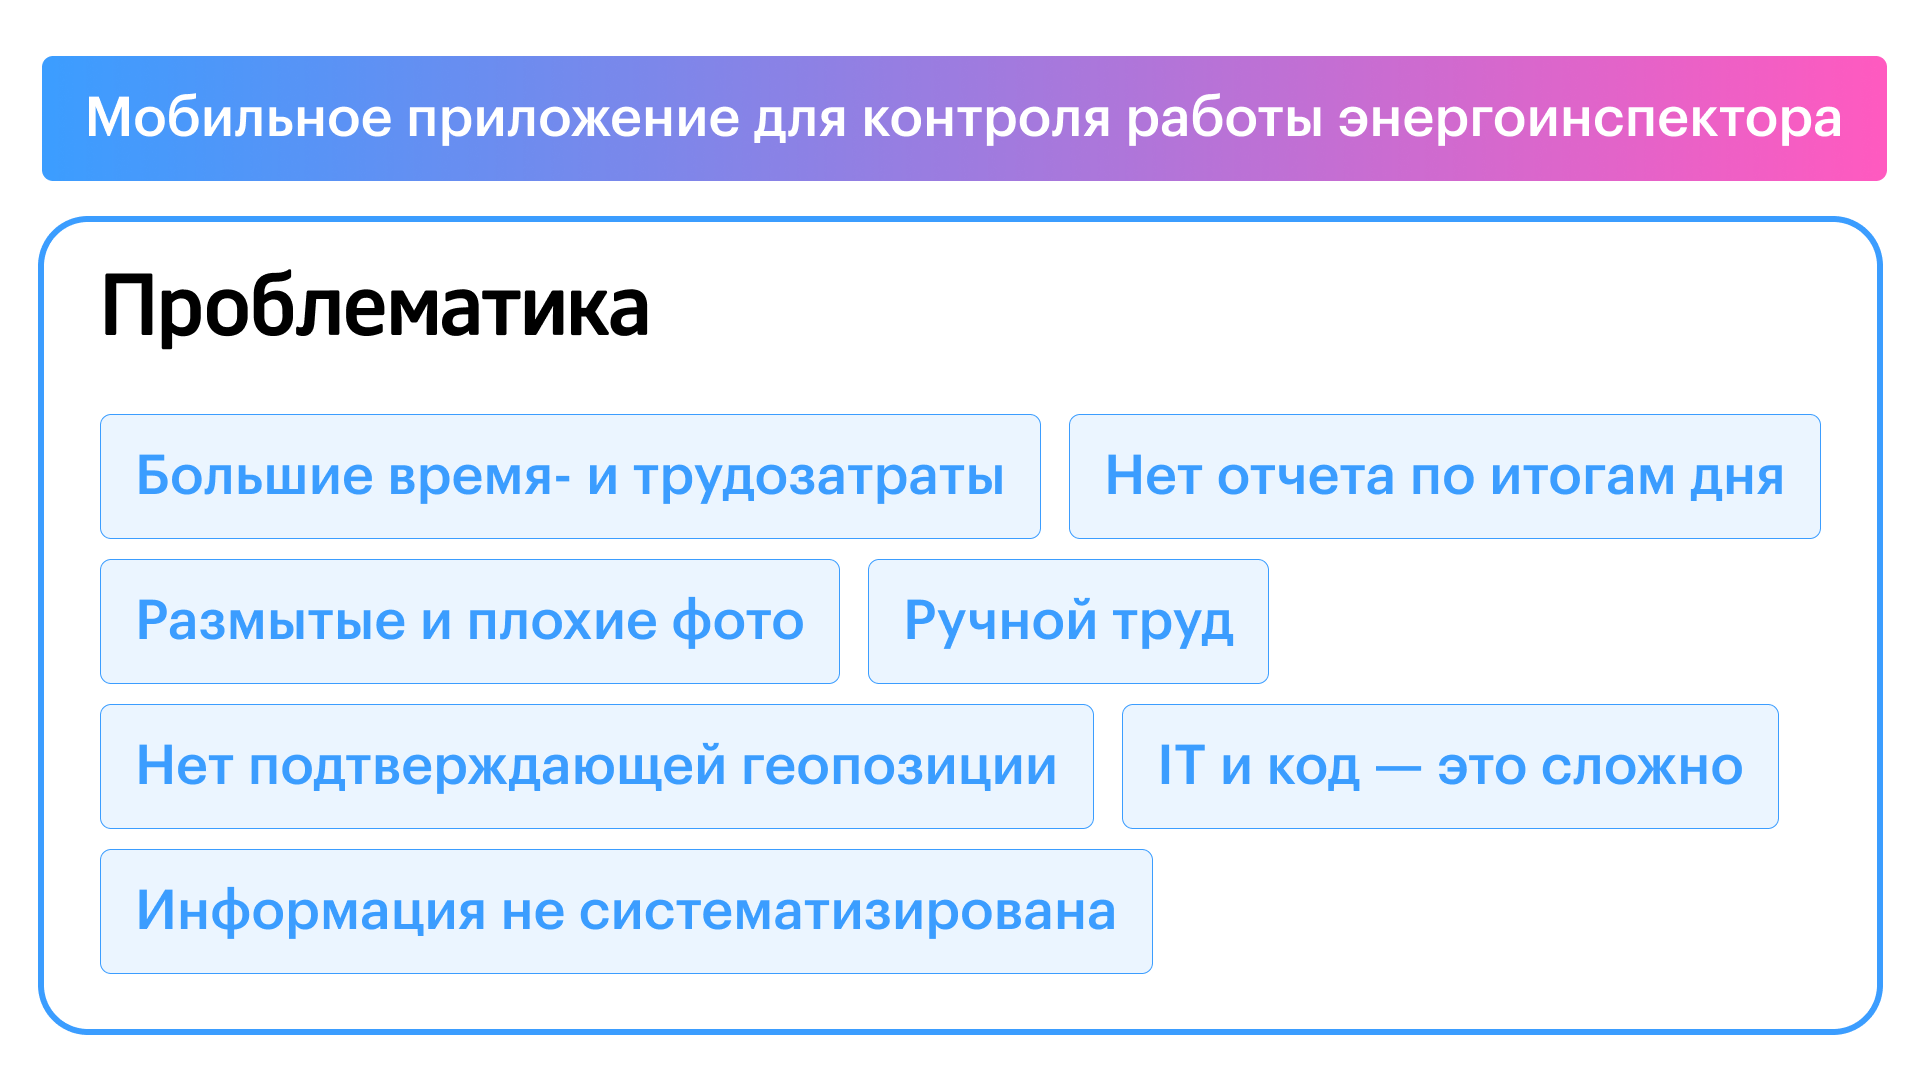 Мобильное приложение для контроля работы энергоинспектора
Проблематика
Большие время- и трудозатраты
Нет отчета по итогам дня
Размытые и плохие фото
Ручной труд
Нет подтверждающей геопозиции
IT и код — это сложно
Информация не систематизирована